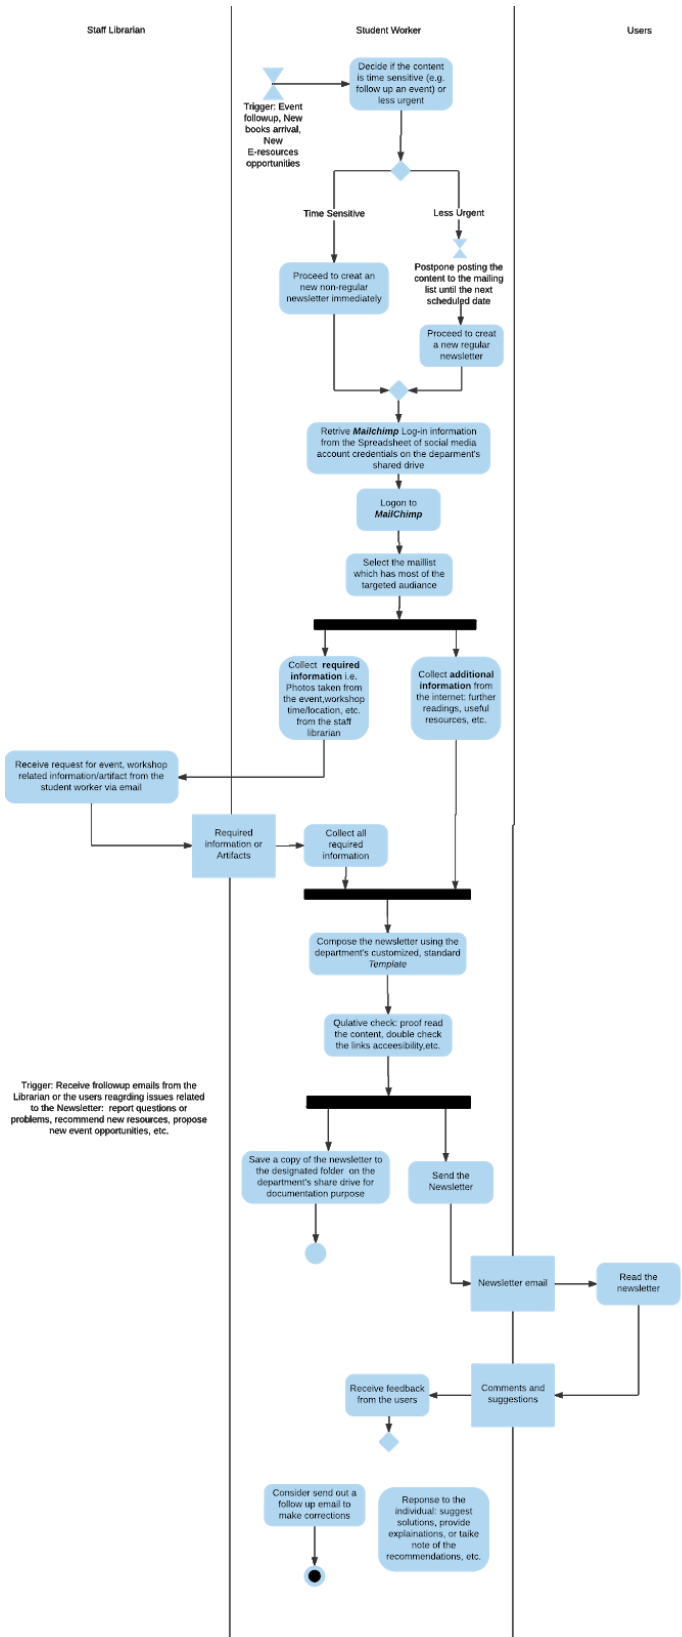 Staff Librarian
Student Worker
Users
Decide if the content
is time sensitive (e.g.
follow up an event) or
less urgent
Trigger: Event
followup, New
books arrival,
New
E-resources
opportunities
Time Sensitive
Less Urgent
Postpone posting the
content to the mailing
list until the next
scheduled date
Proceed to creat an
new non-regular
newsletter immediately
Proceed to creat
a new regular
newsletter
Retrive Mailchimp Log-in information
from the Spreadsheet of social media
account credentials on the deparment's
shared drive
Logon to
MailChimp
Select the maillist
which has most of the
targeted audiance
Collect required
information i.e.
Photos taken from
the event,workshop
time/location, etc.
from the staff
librarian
Collect additional
information from
the internet: further
readings, useful
resources, etc.
Receive request for event, workshop
related information/artifact from the
student worker via email
Required
information or
Artifacts
Collect all
required
information
Compose the newsletter using the
department's customized, standard
Template
Qulative check: proof read
the content, double check
the links acceesibility,etc.
Trigger: Receive frollowup emails from the
Librarian or the users reagrding issues related
to the Newsletter: report questions or
problems, recommend new resources, propose
new event opportunities, etc.
Save a copy of the newsletter to
the designated folder on the
department's share drive for
documentation purpose
Send the
Newsletter
Newsletter email
Read the
newsletter
Receive feedback
from the users
Comments and
suggestions
Consider send out a
follow up email to
make corrections
Reponse to the
individual: suggest
solutions, provide
explainations, or taike
note of the
recommendations, etc.